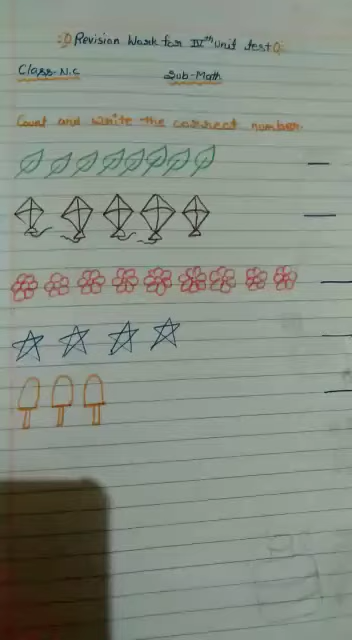 Revision Work for IVth unit test
Class-N.C Sub-Math
Count and write the correct number.